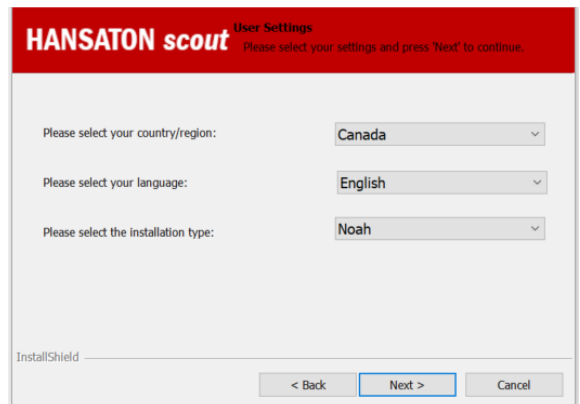 HANSATON scout
User Settings
Please select your settings and press 'Next' to continue.
Please select your country/region:
Canada
Please select your language:
English
Please select the installation type:
Noah
InstallShield
< Back
Next >
Cancel